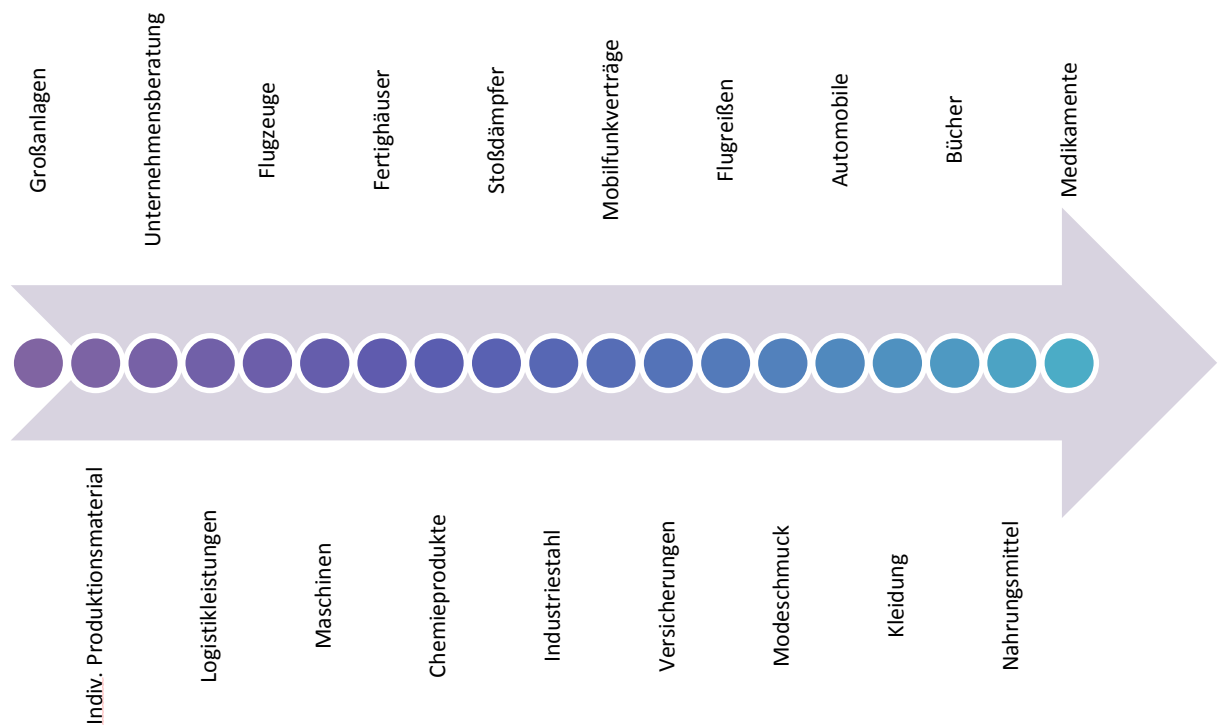 Großanlagen
Unternehmensberatung
Flugzeuge
Fertighäuser
Stoßdämpfer
Mobilfunkverträge
Flugreißen
Automobile
Bücher
Medikamente
Indiv. Produktionsmaterial
Logistikleistungen
Maschinen
Chemieprodukte
Industriestahl
Versicherungen
Modeschmuck
Kleidung
Nahrungsmittel